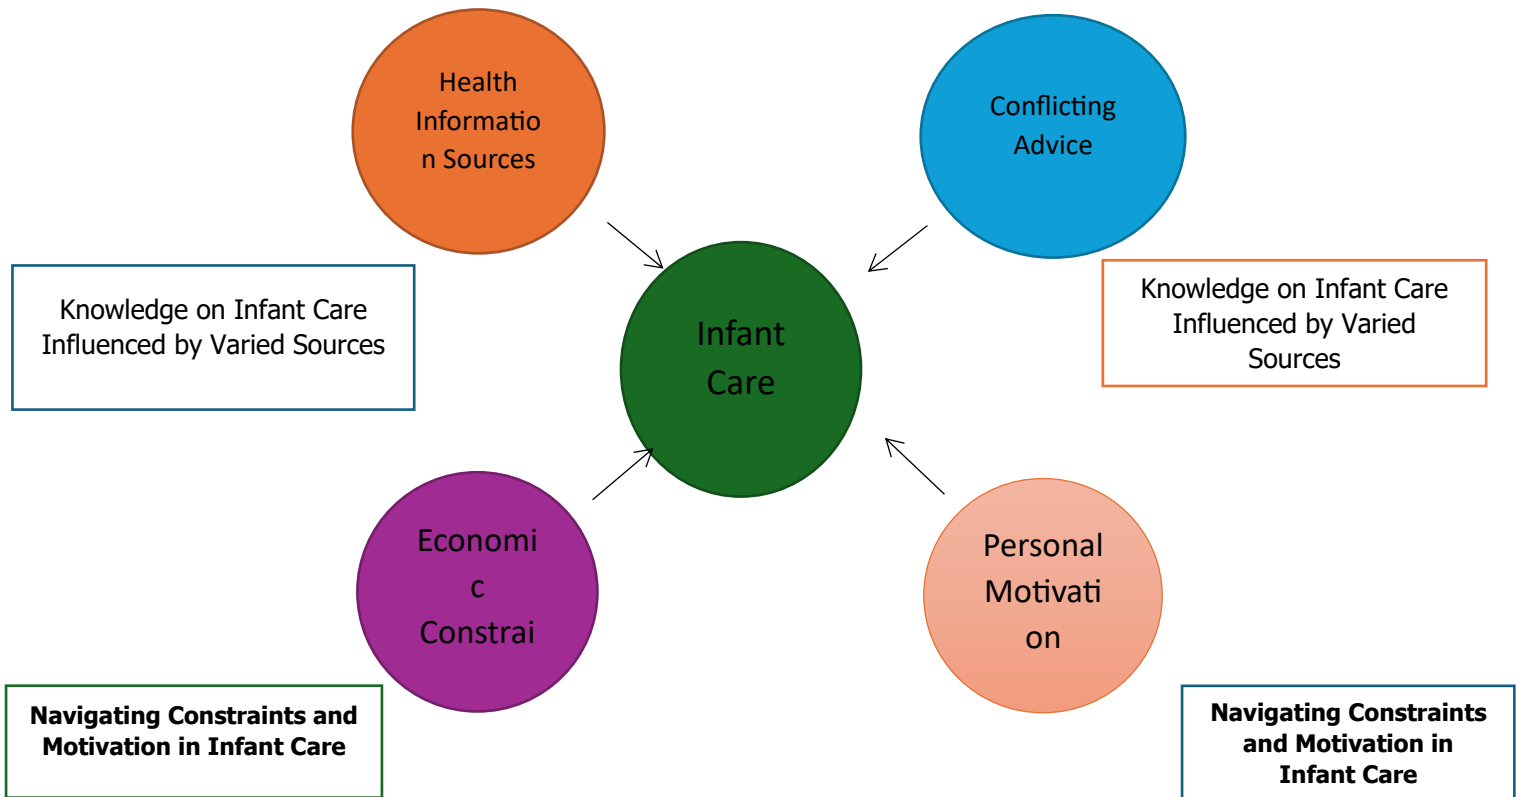 Health
Informatio
n Sources
Conflicting
Advice
Knowledge on Infant Care
Influenced by Varied Sources
Knowledge on Infant Care
Influenced by Varied
Sources
Infant
Care
Economi
c
Constrai
Personal
Motivati
on
Navigating Constraints and
Motivation in Infant Care
Navigating Constraints
and Motivation in
Infant Care